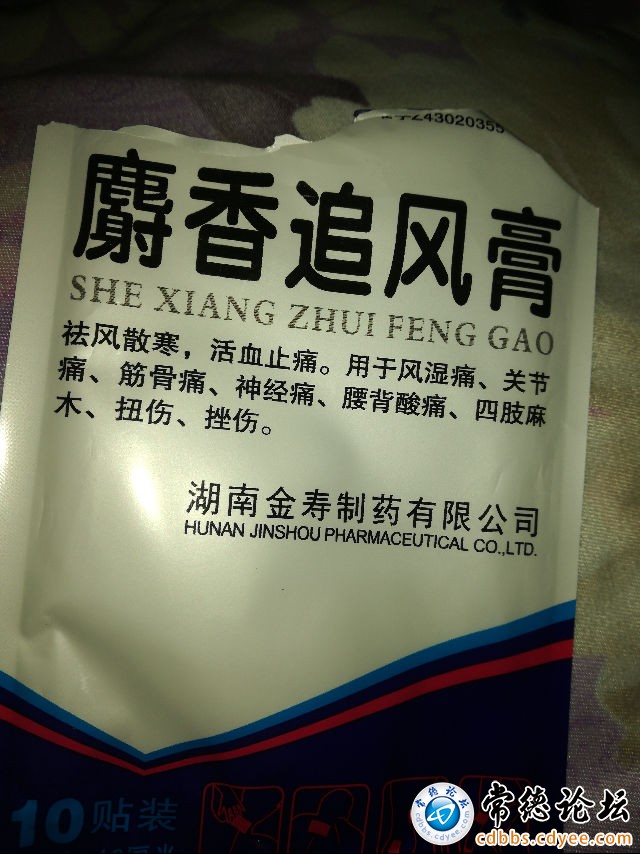 Z43020355
麝香追风膏
SHE XIANG ZHUI FENG GAO
祛风散寒，活血止痛。用于风湿痛、关节
痛、筋骨痛、神经痛、腰背酸痛、四肢麻
木、扭伤、挫伤。
湖南金寿制药有限公司
HUNAN JINSHOU PHARMACEUTICAL CO.,LTD.
10贴装
常德论坛
cdbbs.cdyee.com